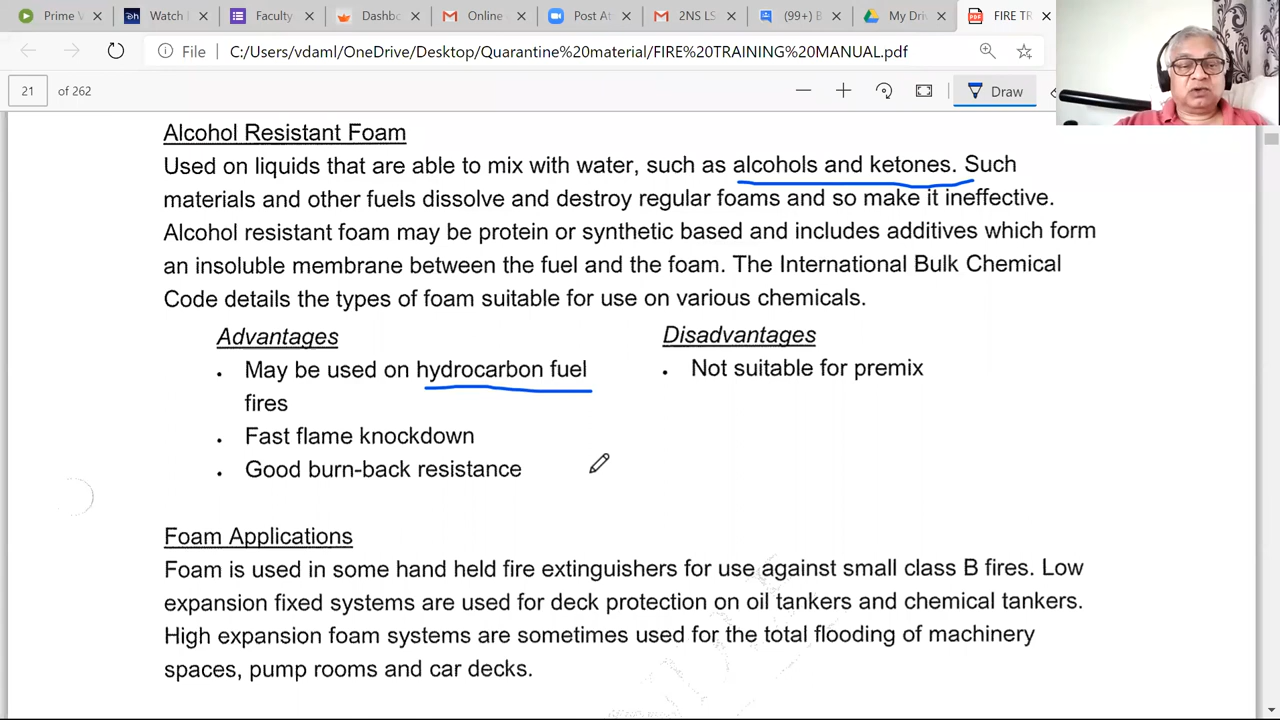 Prime V
Watch
Faculty
Dashbo
Online
Post At
2NS LS
(99+) B
My Driv
FIRE TR
File
C:/Users/vdaml/OneDrive/Desktop/Quarantine%20material/FIRE%20TRAINING%20MANUAL.pdf
21 of 262
Draw
Alcohol Resistant Foam
Used on liquids that are able to mix with water, such as alcohols and ketones. Such
materials and other fuels dissolve and destroy regular foams and so make it ineffective.
Alcohol resistant foam may be protein or synthetic based and includes additives which form
an insoluble membrane between the fuel and the foam. The International Bulk Chemical
Code details the types of foam suitable for use on various chemicals.
Advantages
• May be used on hydrocarbon fuel
fires
• Fast flame knockdown
• Good burn-back resistance
Disadvantages
• Not suitable for premix
Foam Applications
Foam is used in some hand held fire extinguishers for use against small class B fires. Low
expansion fixed systems are used for deck protection on oil tankers and chemical tankers.
High expansion foam systems are sometimes used for the total flooding of machinery
spaces, pump rooms and car decks.